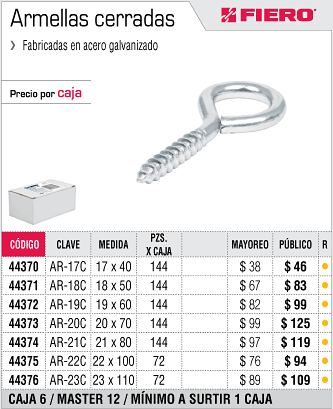 Armellas cerradas
FIERO®
› Fabricadas en acero galvanizado
Precio por caja
CÓDIGO CLAVE MEDIDA PZS. X CAJA MAYOREO PÚBLICO R
44370 AR-17C 17 x 40 144 $ 38 $ 46 •
44371 AR-18C 18 x 50 144 $ 67 $ 83 •
44372 AR-19C 19 x 60 144 $ 82 $ 99 •
44373 AR-20C 20 x 70 144 $ 99 $ 125 •
44374 AR-21C 21 x 80 144 $ 97 $ 119 •
44375 AR-22C 22 x 100 72 $ 76 $ 94 •
44376 AR-23C 23 x 110 72 $ 89 $ 109 •
CAJA 6 / MASTER 12 / MÍNIMO A SURTIR 1 CAJA